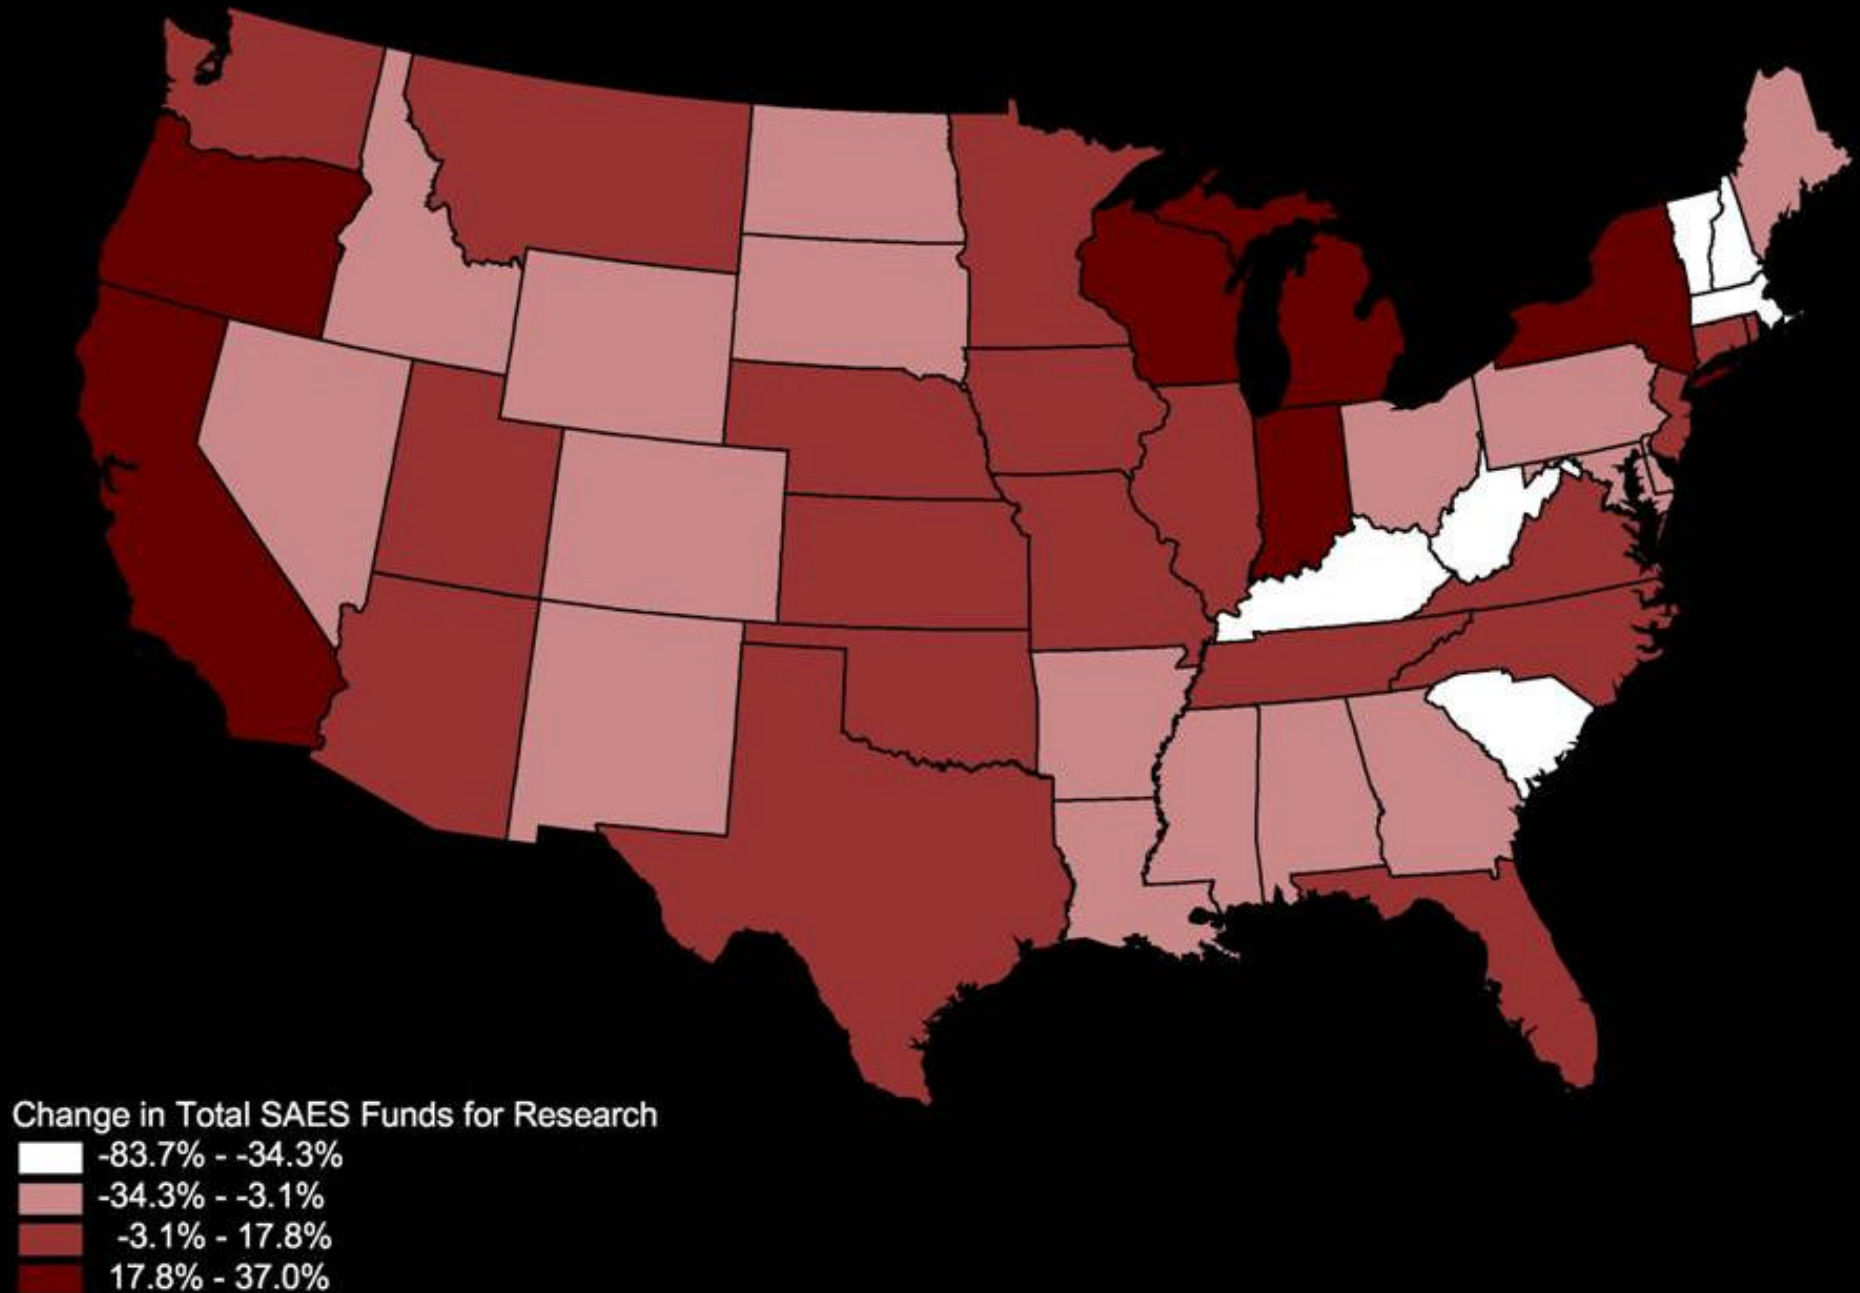 Change in Total SAES Funds for Research
-83.7% - -34.3%
-34.3% - -3.1%
-3.1% - 17.8%
17.8% - 37.0%